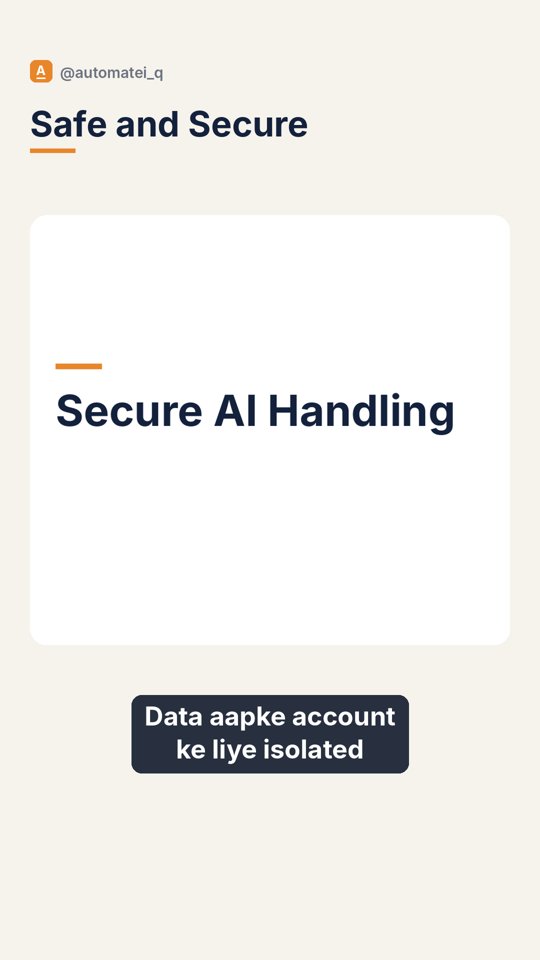 A
@automatei_q
Safe and Secure
Secure AI Handling
Data aapke account
ke liye isolated